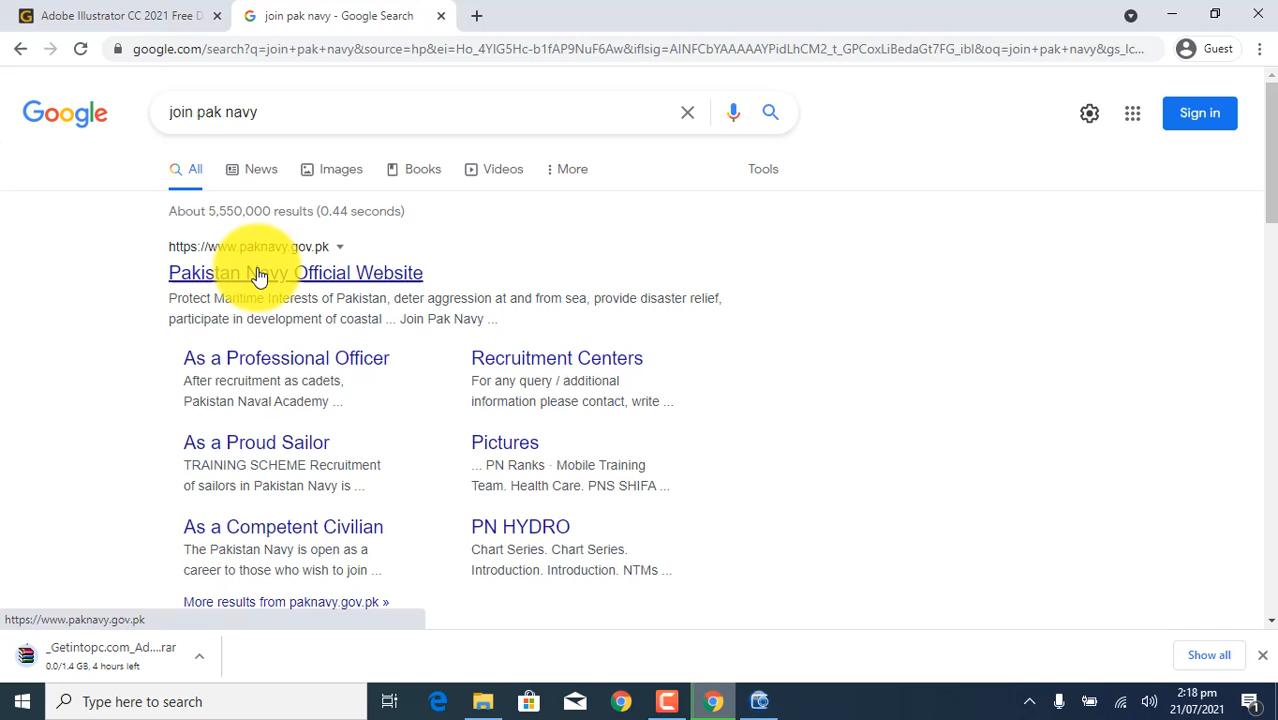 Adobe Illustrator CC 2021 Free D
join pak navy - Google Search
google.com/search?q=join+pak+navy&source=hp&ei=Ho_4YIG5Hc-b1fAP9NuF6Aw&iflsig=AINFCbYAAAAAYPidLhCM2_t_GPCoxLiBedaGt7FG_ibl&oq=join+pak+navy&gs_lc...
Guest
Google
join pak navy
Sign in
All
News
Images
Books
Videos
More
Tools
About 5,550,000 results (0.44 seconds)
https://www.paknavy.gov.pk
Pakistan Navy Official Website
Protect Maritime Interests of Pakistan, deter aggression at and from sea, provide disaster relief,
participate in development of coastal ... Join Pak Navy ...
As a Professional Officer
After recruitment as cadets,
Pakistan Naval Academy ...
Recruitment Centers
For any query / additional
information please contact, write ...
As a Proud Sailor
TRAINING SCHEME Recruitment
of sailors in Pakistan Navy is ...
Pictures
... PN Ranks · Mobile Training
Team. Health Care. PNS SHIFA ...
As a Competent Civilian
The Pakistan Navy is open as a
career to those who wish to join ...
PN HYDRO
Chart Series. Chart Series.
Introduction. Introduction. NTMs ...
More results from paknavy.gov.pk »
https://www.paknavy.gov.pk
_Getintopc.com_Ad....rar
0.0/1.4 GB, 4 hours left
Show all
Type here to search
2:18 pm
21/07/2021
1